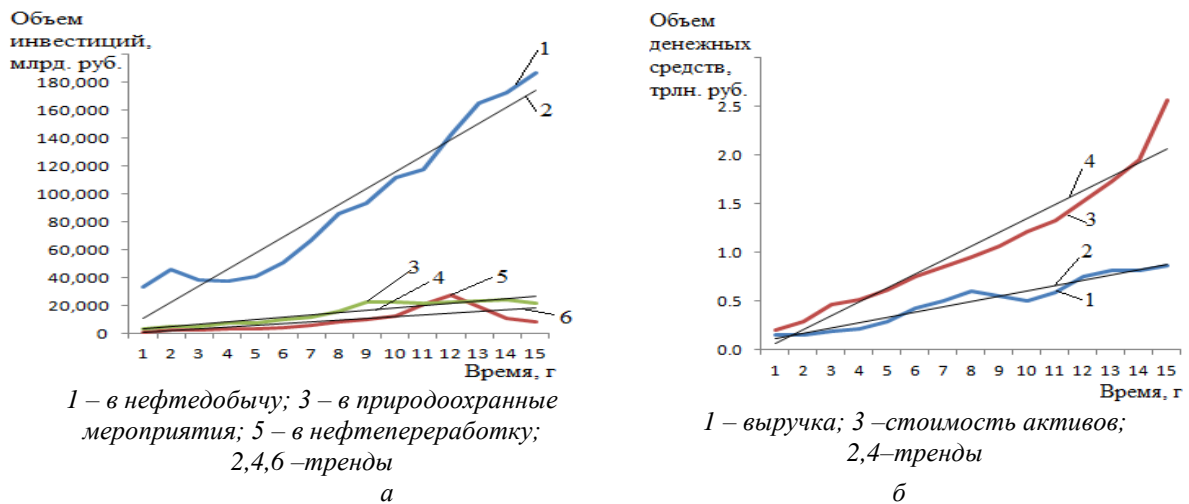 Объем
инвестиций,
млрд. руб.
180,000
160,000
140,000
120,000
100,000
80,000
60,000
40,000
20,000
0
1 2 3 4 5 6 7 8 9 10 11 12 13 14 15
Время, г
1
2
3
4
5
6
1 – в нефтедобычу; 3 – в природоохранные
мероприятия; 5 – в нефтепереработку;
2,4,6 –тренды
а
Объем
денежных
средств,
трлн. руб.
2.5
2.0
1.5
1.0
0.5
0.0
1 2 3 4 5 6 7 8 9 10 11 12 13 14 15
Время, г
4
3
2
1
1 – выручка; 3 –стоимость активов;
2,4–тренды
б